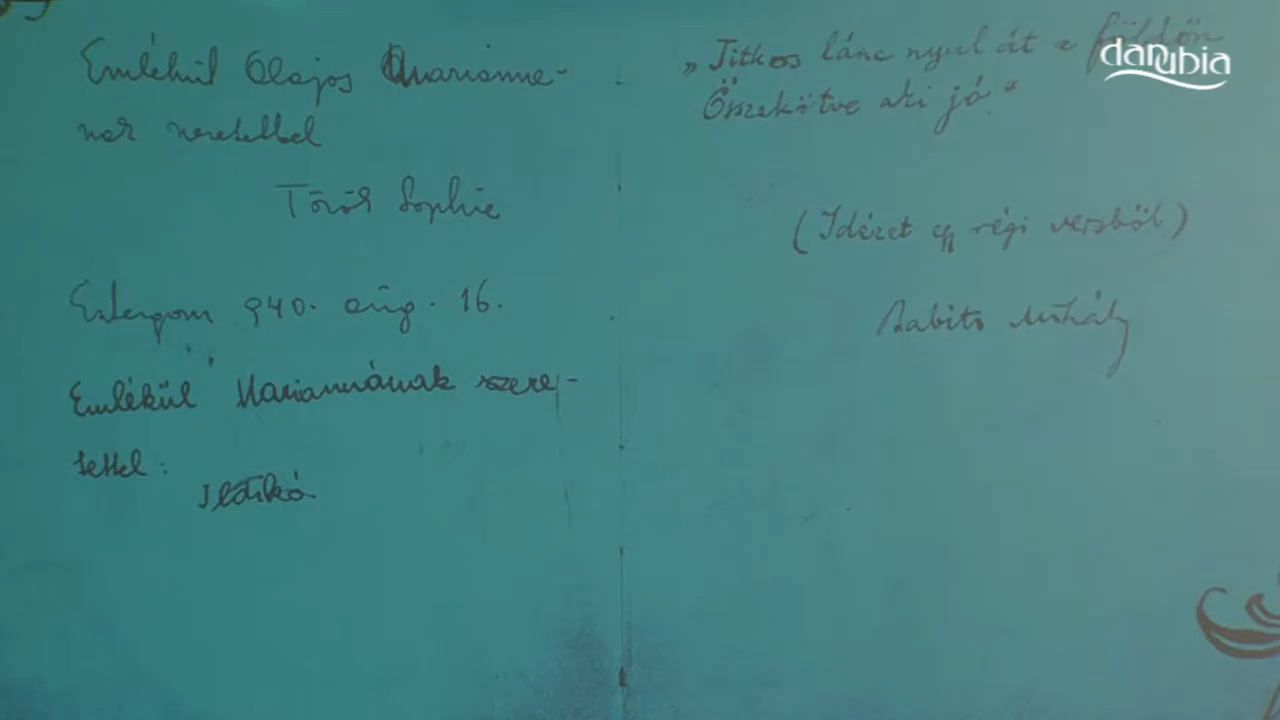 Emlékül Olajos Marianne-
nak szeretettel
Török Sophie
Esztergom 940. aug. 16.
Emlékül Mariannának szere-
tettel:
Ildikó
„Titkos lánc nyul át a földön
Összekötve aki jó“
(Idézet egy régi versből)
Babits Mihály
danubia